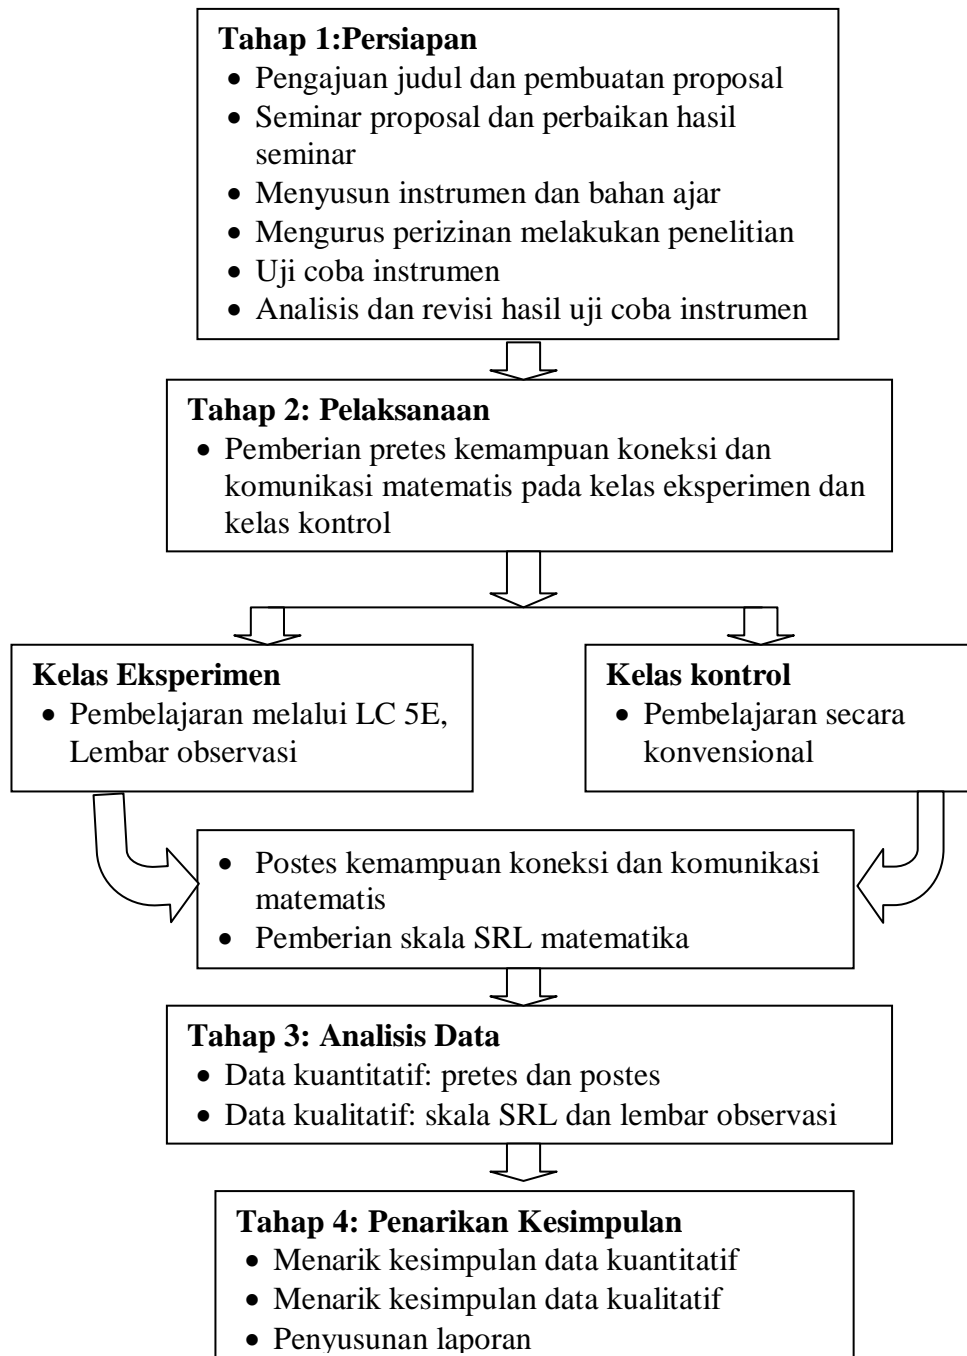 Tahap 1:Persiapan
• Pengajuan judul dan pembuatan proposal
• Seminar proposal dan perbaikan hasil
seminar
• Menyusun instrumen dan bahan ajar
• Mengurus perizinan melakukan penelitian
• Uji coba instrumen
• Analisis dan revisi hasil uji coba instrumen
Tahap 2: Pelaksanaan
• Pemberian pretes kemampuan koneksi dan
komunikasi matematis pada kelas eksperimen dan
kelas kontrol
Kelas Eksperimen
• Pembelajaran melalui LC 5E,
Lembar observasi
Kelas kontrol
• Pembelajaran secara
konvensional
• Postes kemampuan koneksi dan komunikasi
matematis
• Pemberian skala SRL matematika
Tahap 3: Analisis Data
• Data kuantitatif: pretes dan postes
• Data kualitatif: skala SRL dan lembar observasi
Tahap 4: Penarikan Kesimpulan
• Menarik kesimpulan data kuantitatif
• Menarik kesimpulan data kualitatif
• Penyusunan laporan